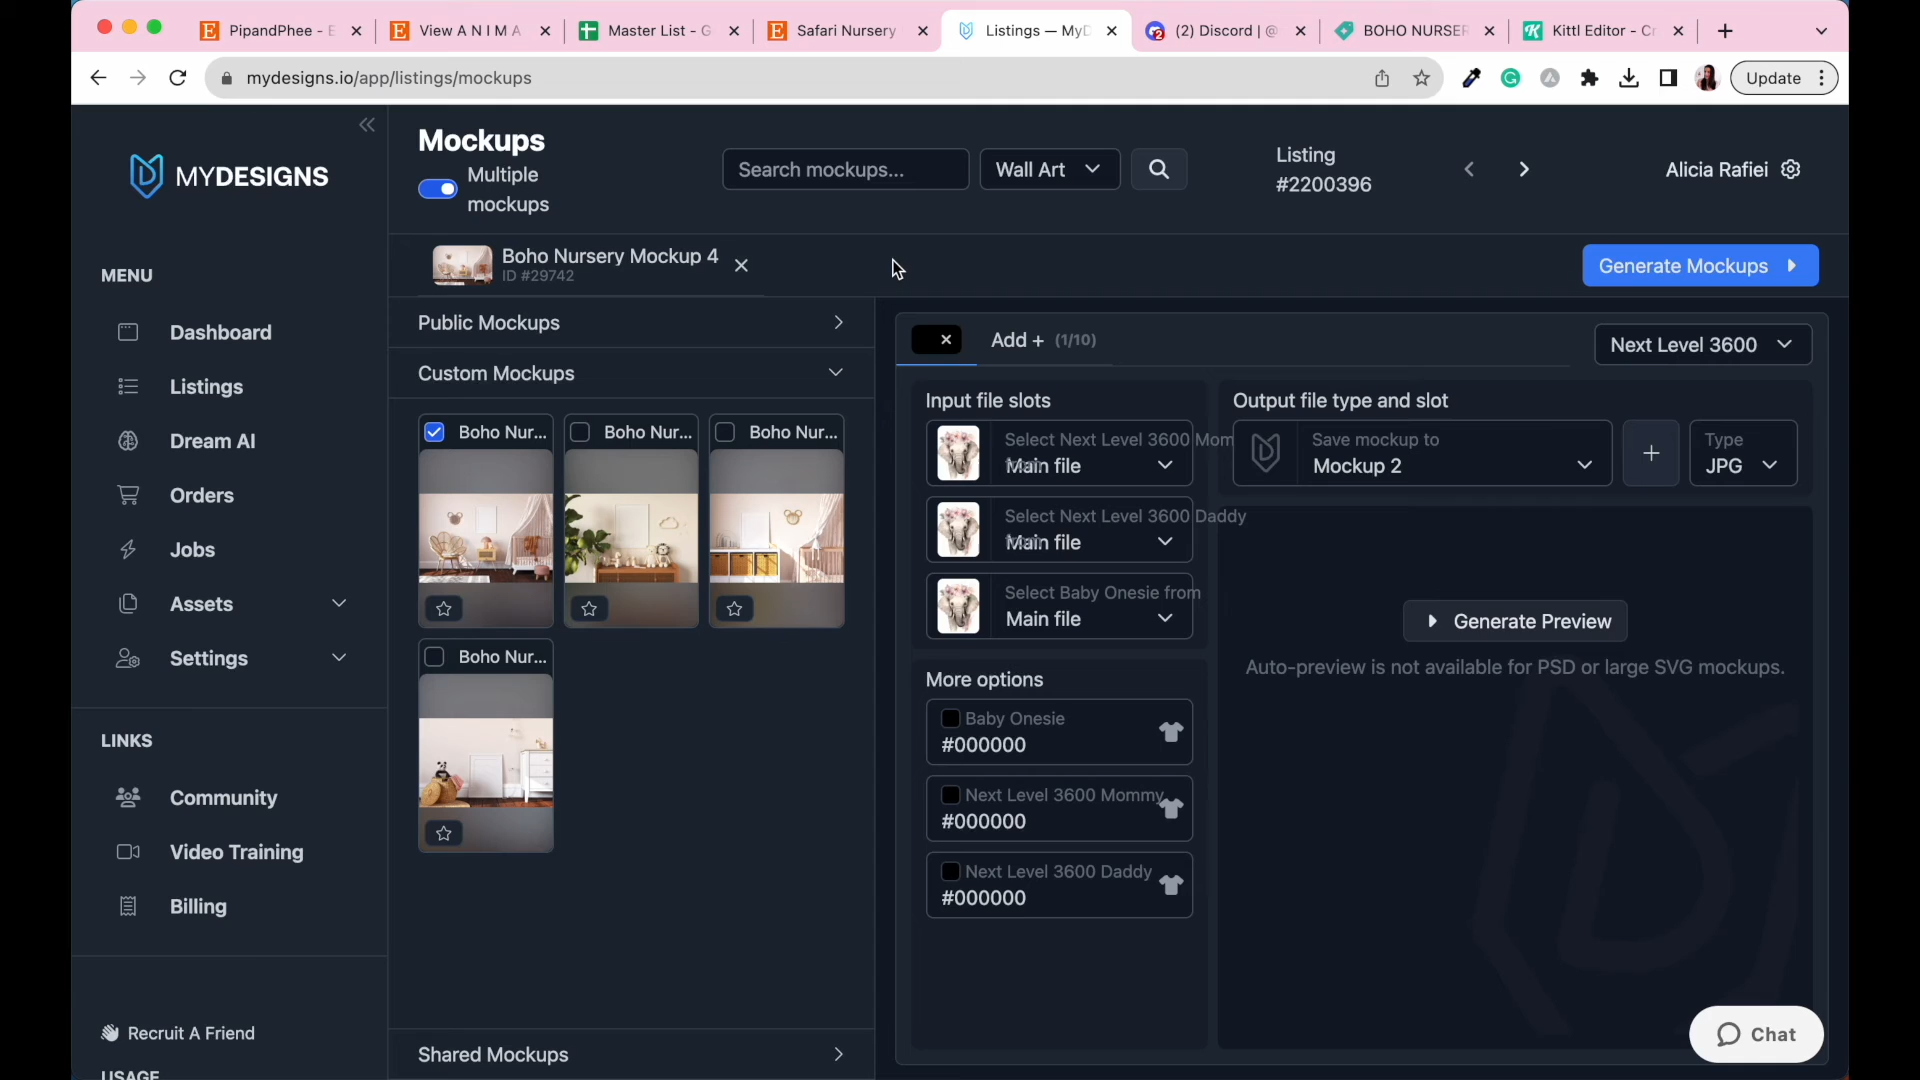 PipandPhee - E
View A N I M A
Master List - G
Safari Nursery
Listings — MyD
(2) Discord | @
BOHO NURSER
Kittl Editor - Cr
mydesigns.io/app/listings/mockups
Update
MYDESIGNS
MENU
Dashboard
Listings
Dream AI
Orders
Jobs
Assets
Settings
LINKS
Community
Video Training
Billing
Recruit A Friend
USAGE
Mockups
Multiple
mockups
Search mockups...
Wall Art
Listing
#2200396
Alicia Rafiei
Boho Nursery Mockup 4
ID #29742
Generate Mockups
Public Mockups
Custom Mockups
Boho Nur...
Boho Nur...
Boho Nur...
Boho Nur...
Shared Mockups
Add + (1/10)
Next Level 3600
Input file slots
Select Next Level 3600 Mom
Main file
Select Next Level 3600 Daddy
Main file
Select Baby Onesie from
Main file
More options
Baby Onesie
#000000
Next Level 3600 Mommy
#000000
Next Level 3600 Daddy
#000000
Output file type and slot
Save mockup to
Mockup 2
Type
JPG
Generate Preview
Auto-preview is not available for PSD or large SVG mockups.
Chat